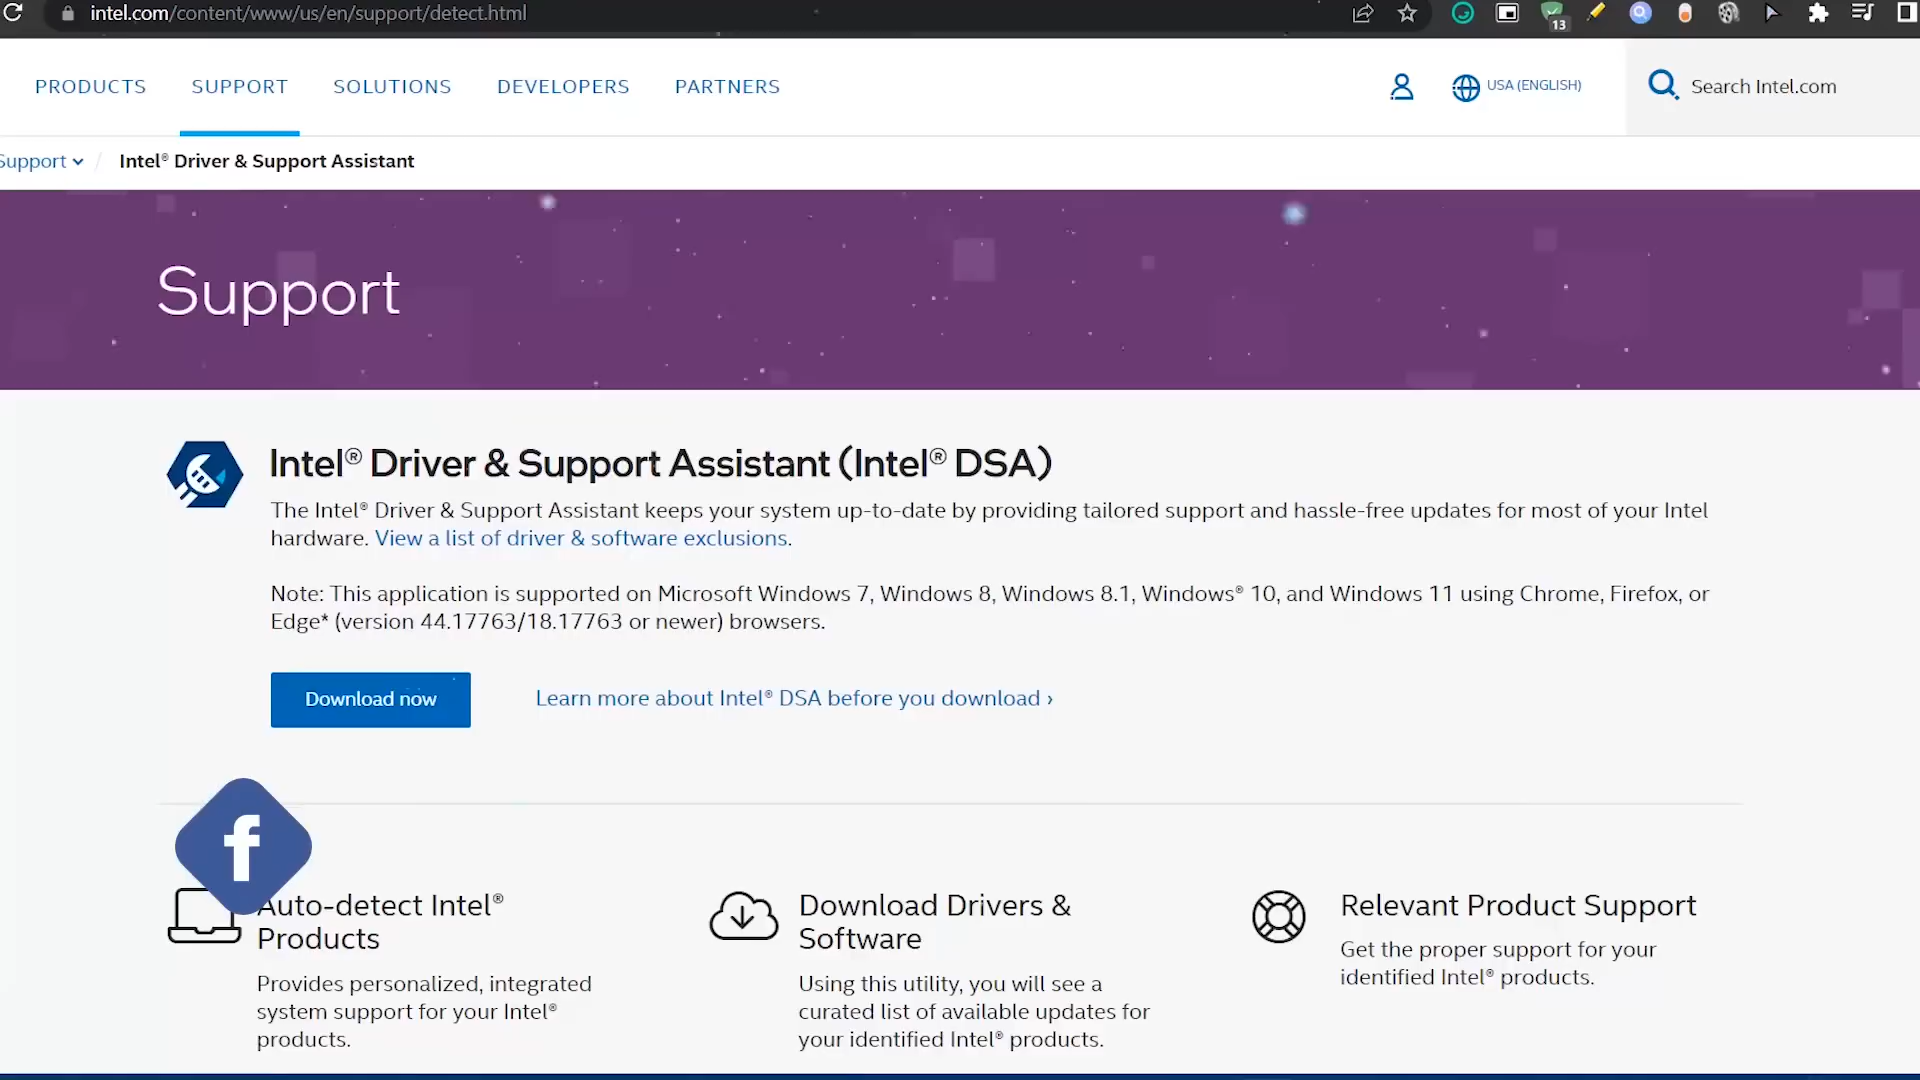 intel.com/content/www/us/en/support/detect.html
13
PRODUCTS SUPPORT SOLUTIONS DEVELOPERS PARTNERS USA (ENGLISH) Search Intel.com
Support / Intel® Driver & Support Assistant
Support
Intel® Driver & Support Assistant (Intel® DSA)
The Intel® Driver & Support Assistant keeps your system up-to-date by providing tailored support and hassle-free updates for most of your Intel
hardware. View a list of driver & software exclusions.
Note: This application is supported on Microsoft Windows 7, Windows 8, Windows 8.1, Windows® 10, and Windows 11 using Chrome, Firefox, or
Edge* (version 44.17763/18.17763 or newer) browsers.
Download now Learn more about Intel® DSA before you download ›
f
Auto-detect Intel®
Products
Provides personalized, integrated
system support for your Intel®
products.
Download Drivers &
Software
Using this utility, you will see a
curated list of available updates for
your identified Intel® products.
Relevant Product Support
Get the proper support for your
identified Intel® products.